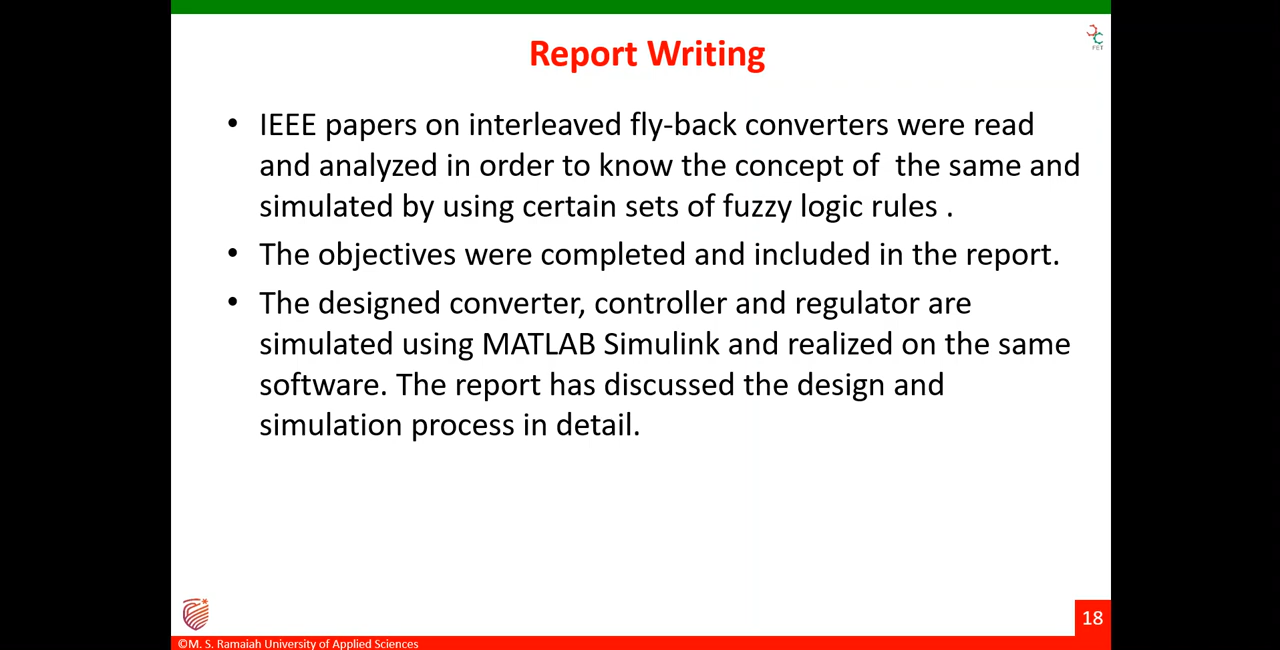 FET
Report Writing
• IEEE papers on interleaved fly-back converters were read
and analyzed in order to know the concept of  the same and
simulated by using certain sets of fuzzy logic rules .
• The objectives were completed and included in the report.
• The designed converter, controller and regulator are
simulated using MATLAB Simulink and realized on the same
software. The report has discussed the design and
simulation process in detail.
18
©M. S. Ramaiah University of Applied Sciences